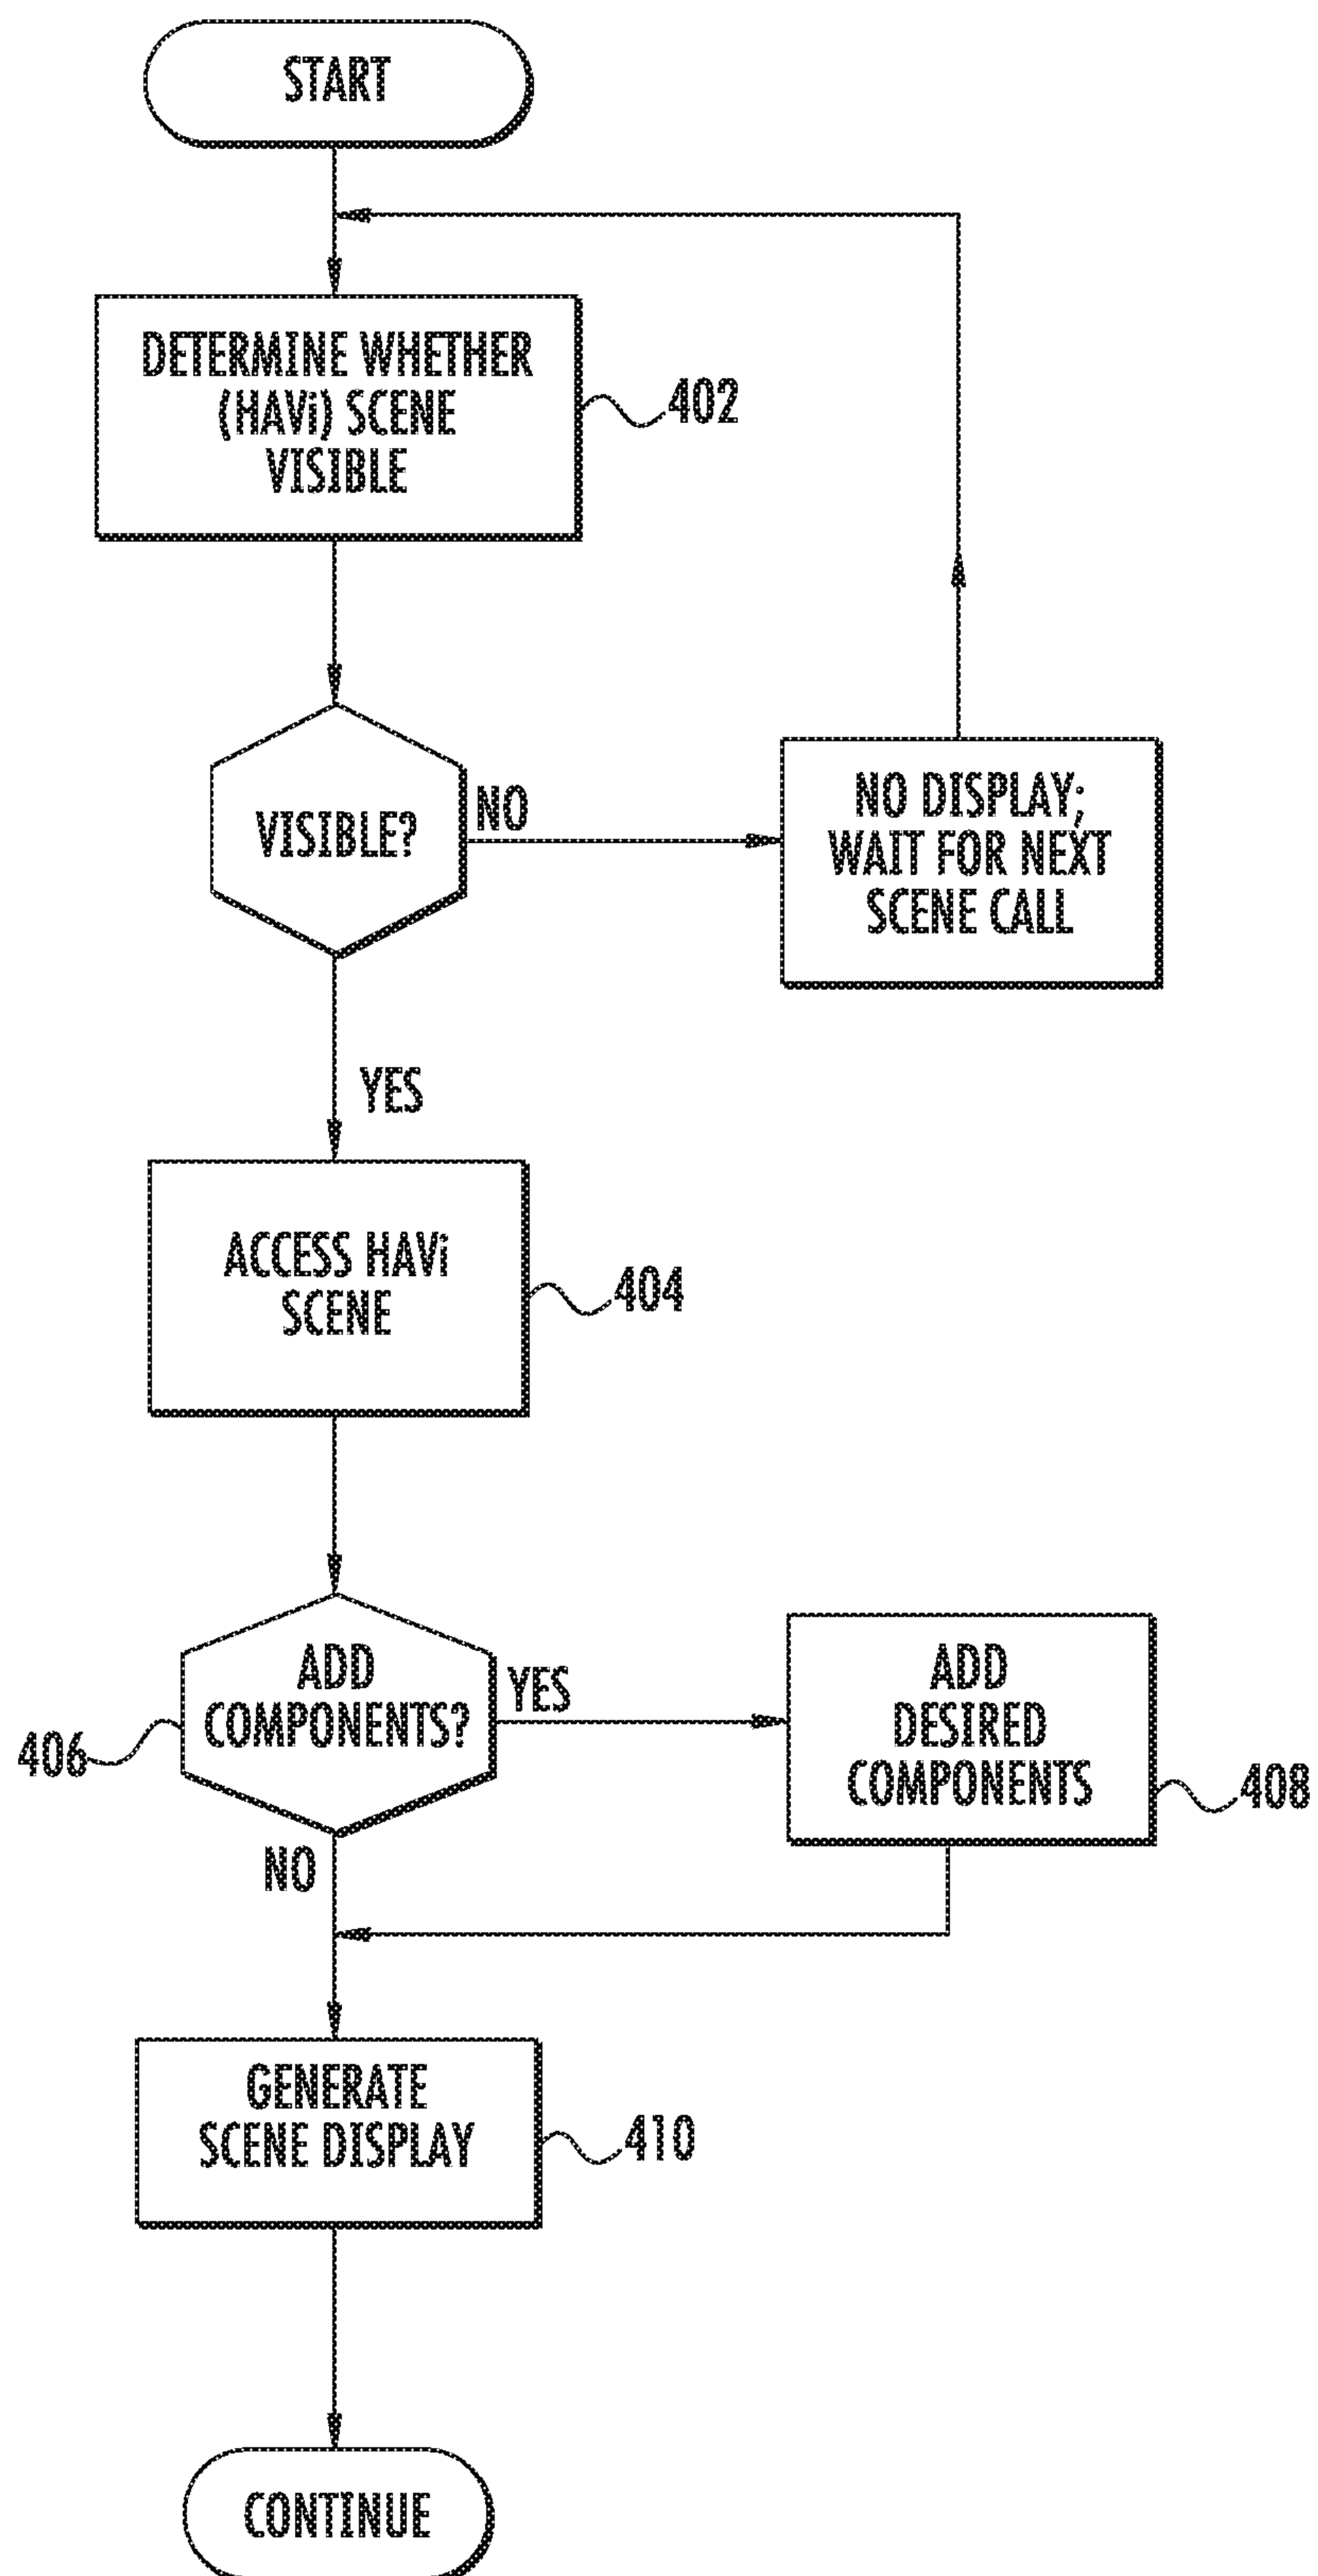 START
DETERMINE WHETHER
(HAVi) SCENE
VISIBLE
402
VISIBLE?
NO
NO DISPLAY;
WAIT FOR NEXT
SCENE CALL
YES
ACCESS HAVi
SCENE
404
ADD
COMPONENTS?
406
YES
ADD
DESIRED
COMPONENTS
408
NO
GENERATE
SCENE DISPLAY
410
CONTINUE